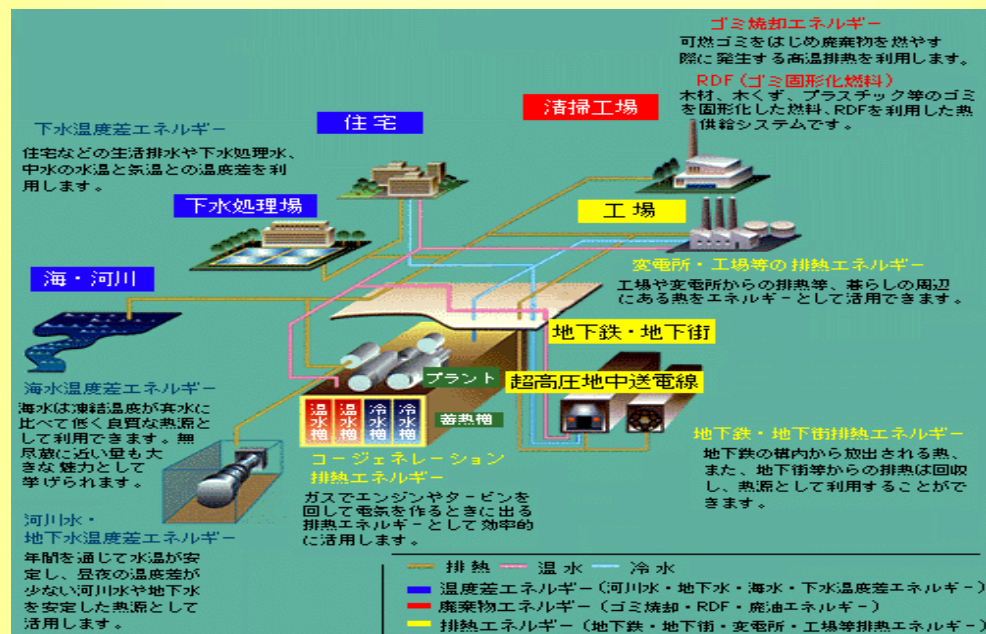 ゴミ焼却エネルギー
可燃ゴミをはじめ廃棄物を燃やす
際に発生する高温排熱を利用します。
RDF(ゴミ固形化燃料)
木材、木くず、プラスチック等のゴミ
を固形化した燃料、RDFを利用した熱
供給システムです。
清掃工場
住宅
下水温度差エネルギー
住宅などの生活排水や下水処理水、
中水の水温と気温との温度差を利
用します。
下水処理場
工場
変電所・工場等の排熱エネルギー
工場や変電所からの排熱等、暮らしの周辺
にある熱をエネルギーとして活用できます。
海・河川
地下鉄・地下街
超高圧地中送電線
プラント
蓄熱槽
温水槽
温水槽
冷水槽
冷水槽
海水温度差エネルギー
海水は凍結温度が真水に
比べて低く良質な熱源と
して利用できます。無
尽蔵に近い量も大
きな魅力として
挙げられます。
コージェネレーション
排熱エネルギー
ガスでエンジンやタービンを
回して電気を作るときに出る
排熱エネルギーとして効率的
に活用します。
地下鉄・地下街排熱エネルギー
地下鉄の構内から放出される熱、
また、地下街等からの排熱は回収
し、熱源として利用することがで
きます。
河川水・
地下水温度差エネルギー
年間を通じて水温が安
定し、昼夜の温度差が
少ない河川水や地下水
を安定した熱源として
活用します。
排熱 温水 冷水
温度差エネルギー(河川水・地下水・海水・下水温度差エネルギー)
廃棄物エネルギー(ゴミ焼却・RDF・廃油エネルギー)
排熱エネルギー(地下鉄・地下街・変電所・工場等排熱エネルギー)